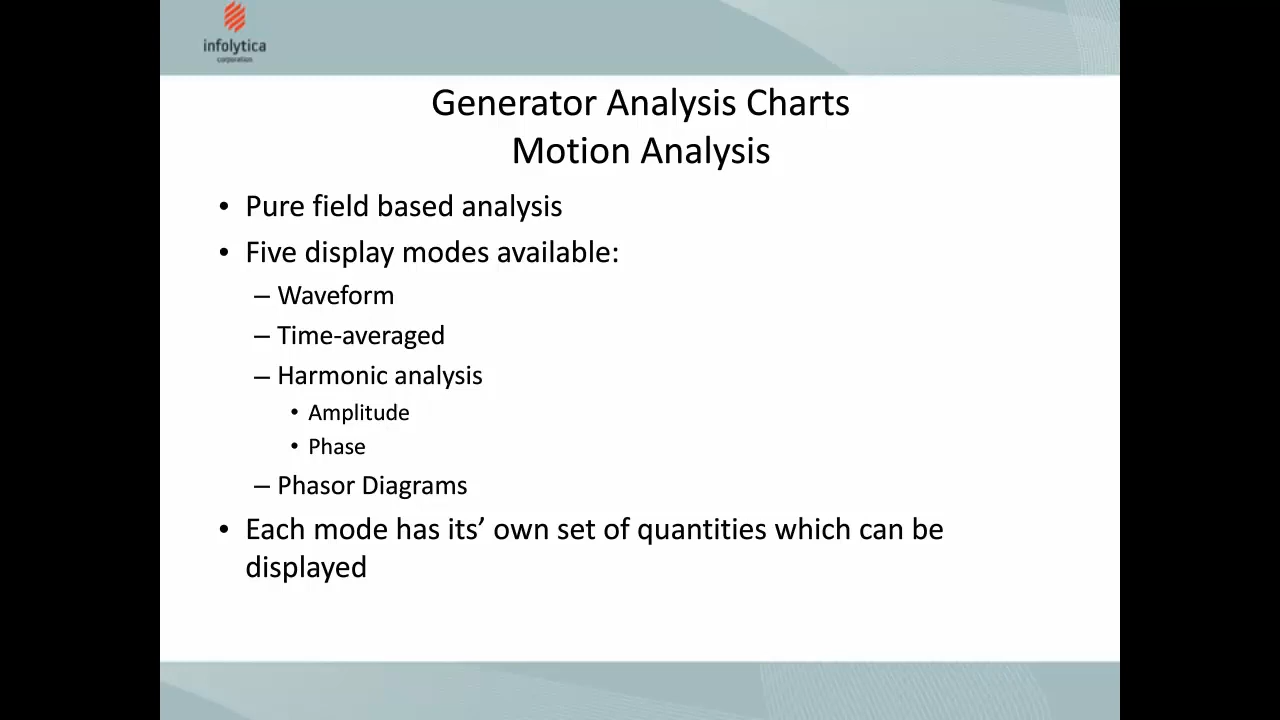 infolytica
corporation
Generator Analysis Charts
Motion Analysis
• Pure field based analysis
• Five display modes available:
– Waveform
– Time-averaged
– Harmonic analysis
• Amplitude
• Phase
– Phasor Diagrams
• Each mode has its’ own set of quantities which can be
displayed